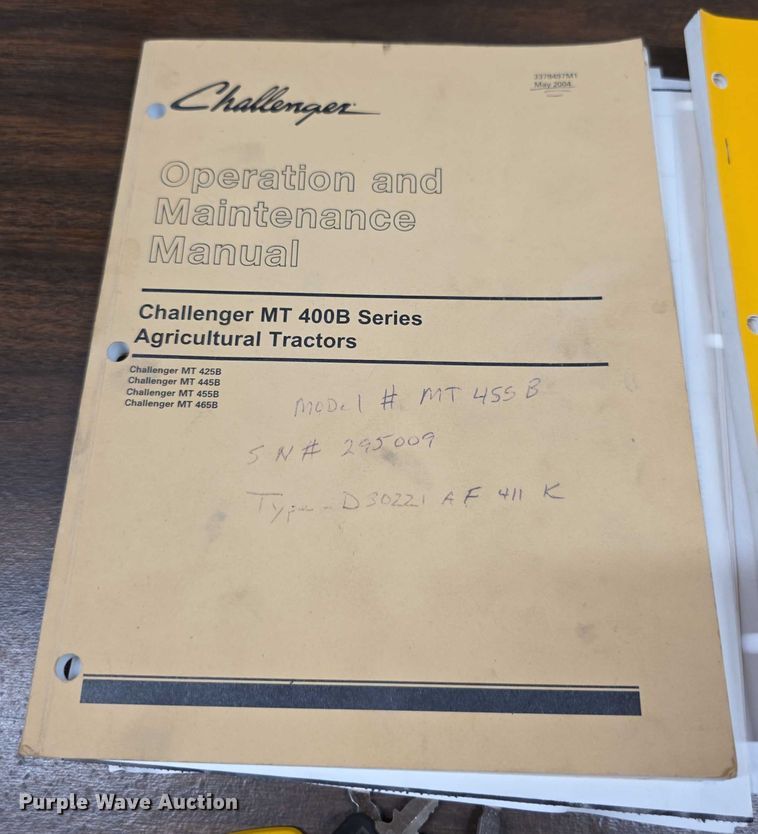 Challenger
3378497M1
May 2004
Operation and
Maintenance
Manual
Challenger MT 400B Series
Agricultural Tractors
Challenger MT 425B
Challenger MT 445B
Challenger MT 455B
Challenger MT 465B
Model # MT 455B
SN# 295009
Type - D30221 AF 411 K
Purple Wave Auction